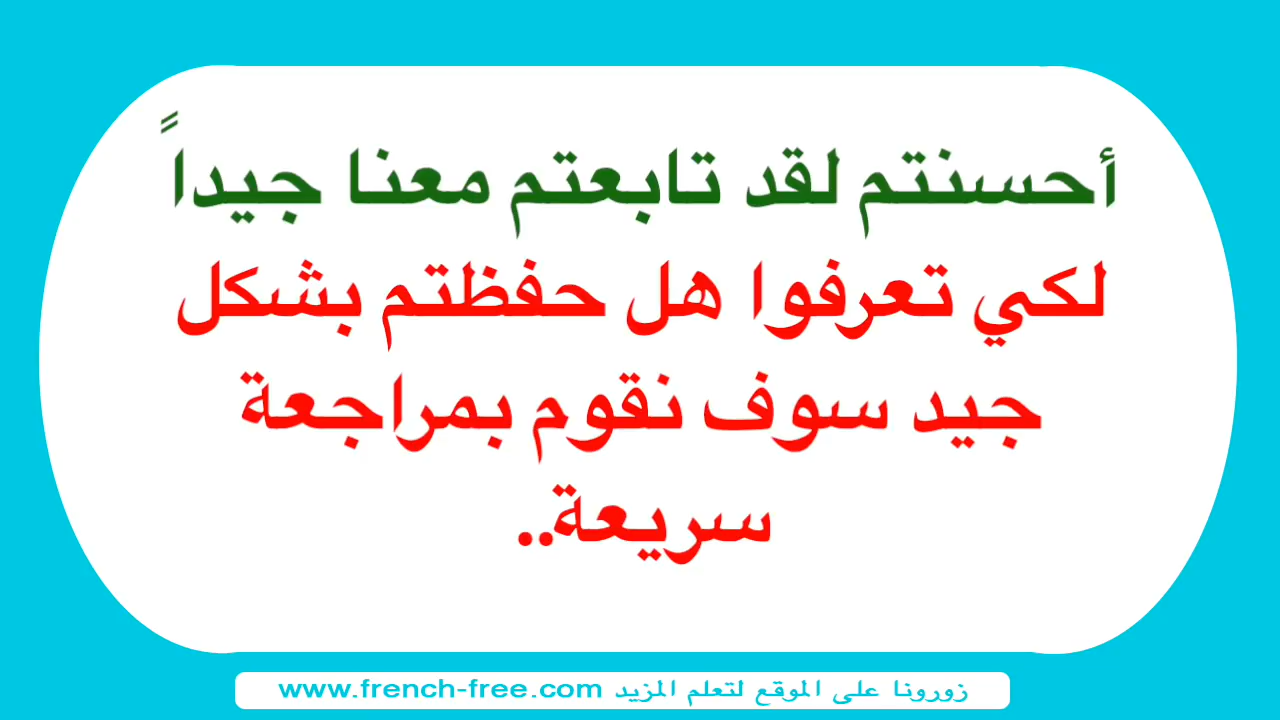 أحسنتم لقد تابعتم معنا جيداً
لكي تعرفوا هل حفظتم بشكل
جيد سوف نقوم بمراجعة
سريعة..
زورونا على الموقع لتعلم المزيد www.french-free.com